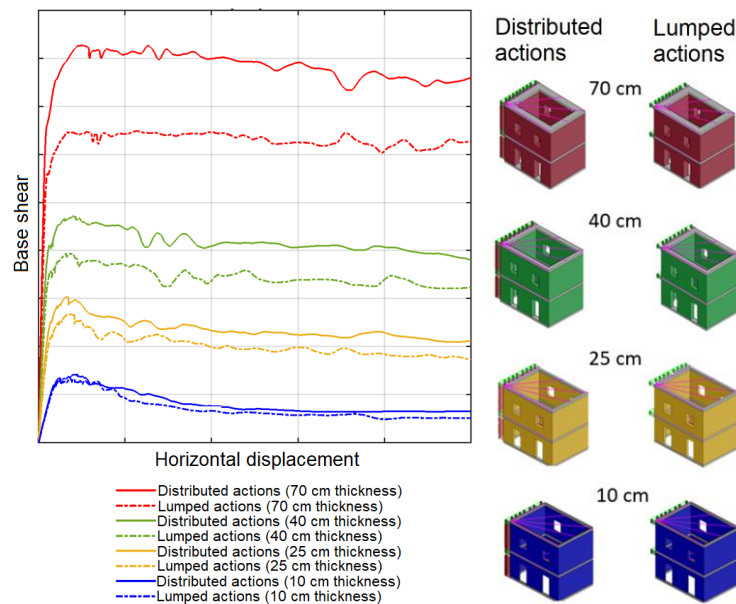 Base shear
Horizontal displacement
Distributed actions (70 cm thickness)
Lumped actions (70 cm thickness)
Distributed actions (40 cm thickness)
Lumped actions (40 cm thickness)
Distributed actions (25 cm thickness)
Lumped actions (25 cm thickness)
Distributed actions (10 cm thickness)
Lumped actions (10 cm thickness)
Distributed
actions
Lumped
actions
70 cm
40 cm
25 cm
10 cm